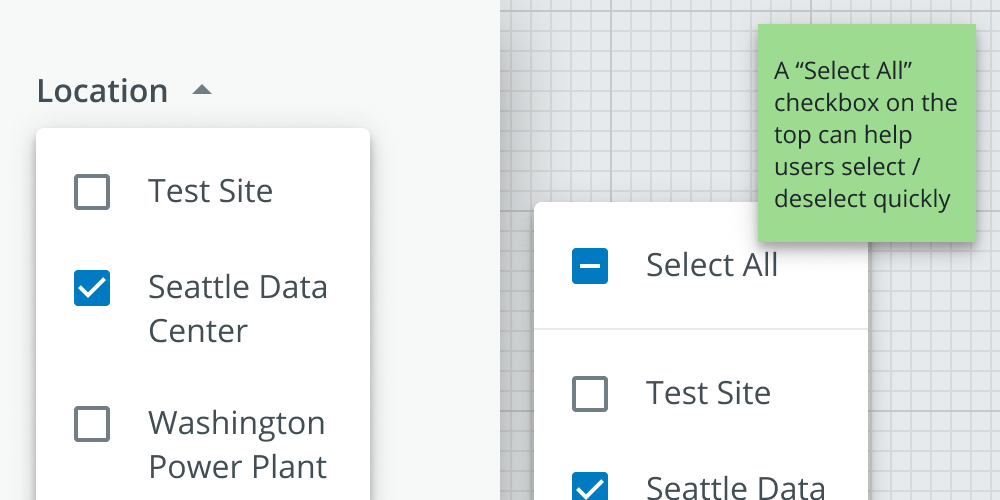 Location
Test Site
Seattle Data
Center
Washington
Power Plant
A “Select All”
checkbox on the
top can help
users select /
deselect quickly
Select All
Test Site
Seattle Data